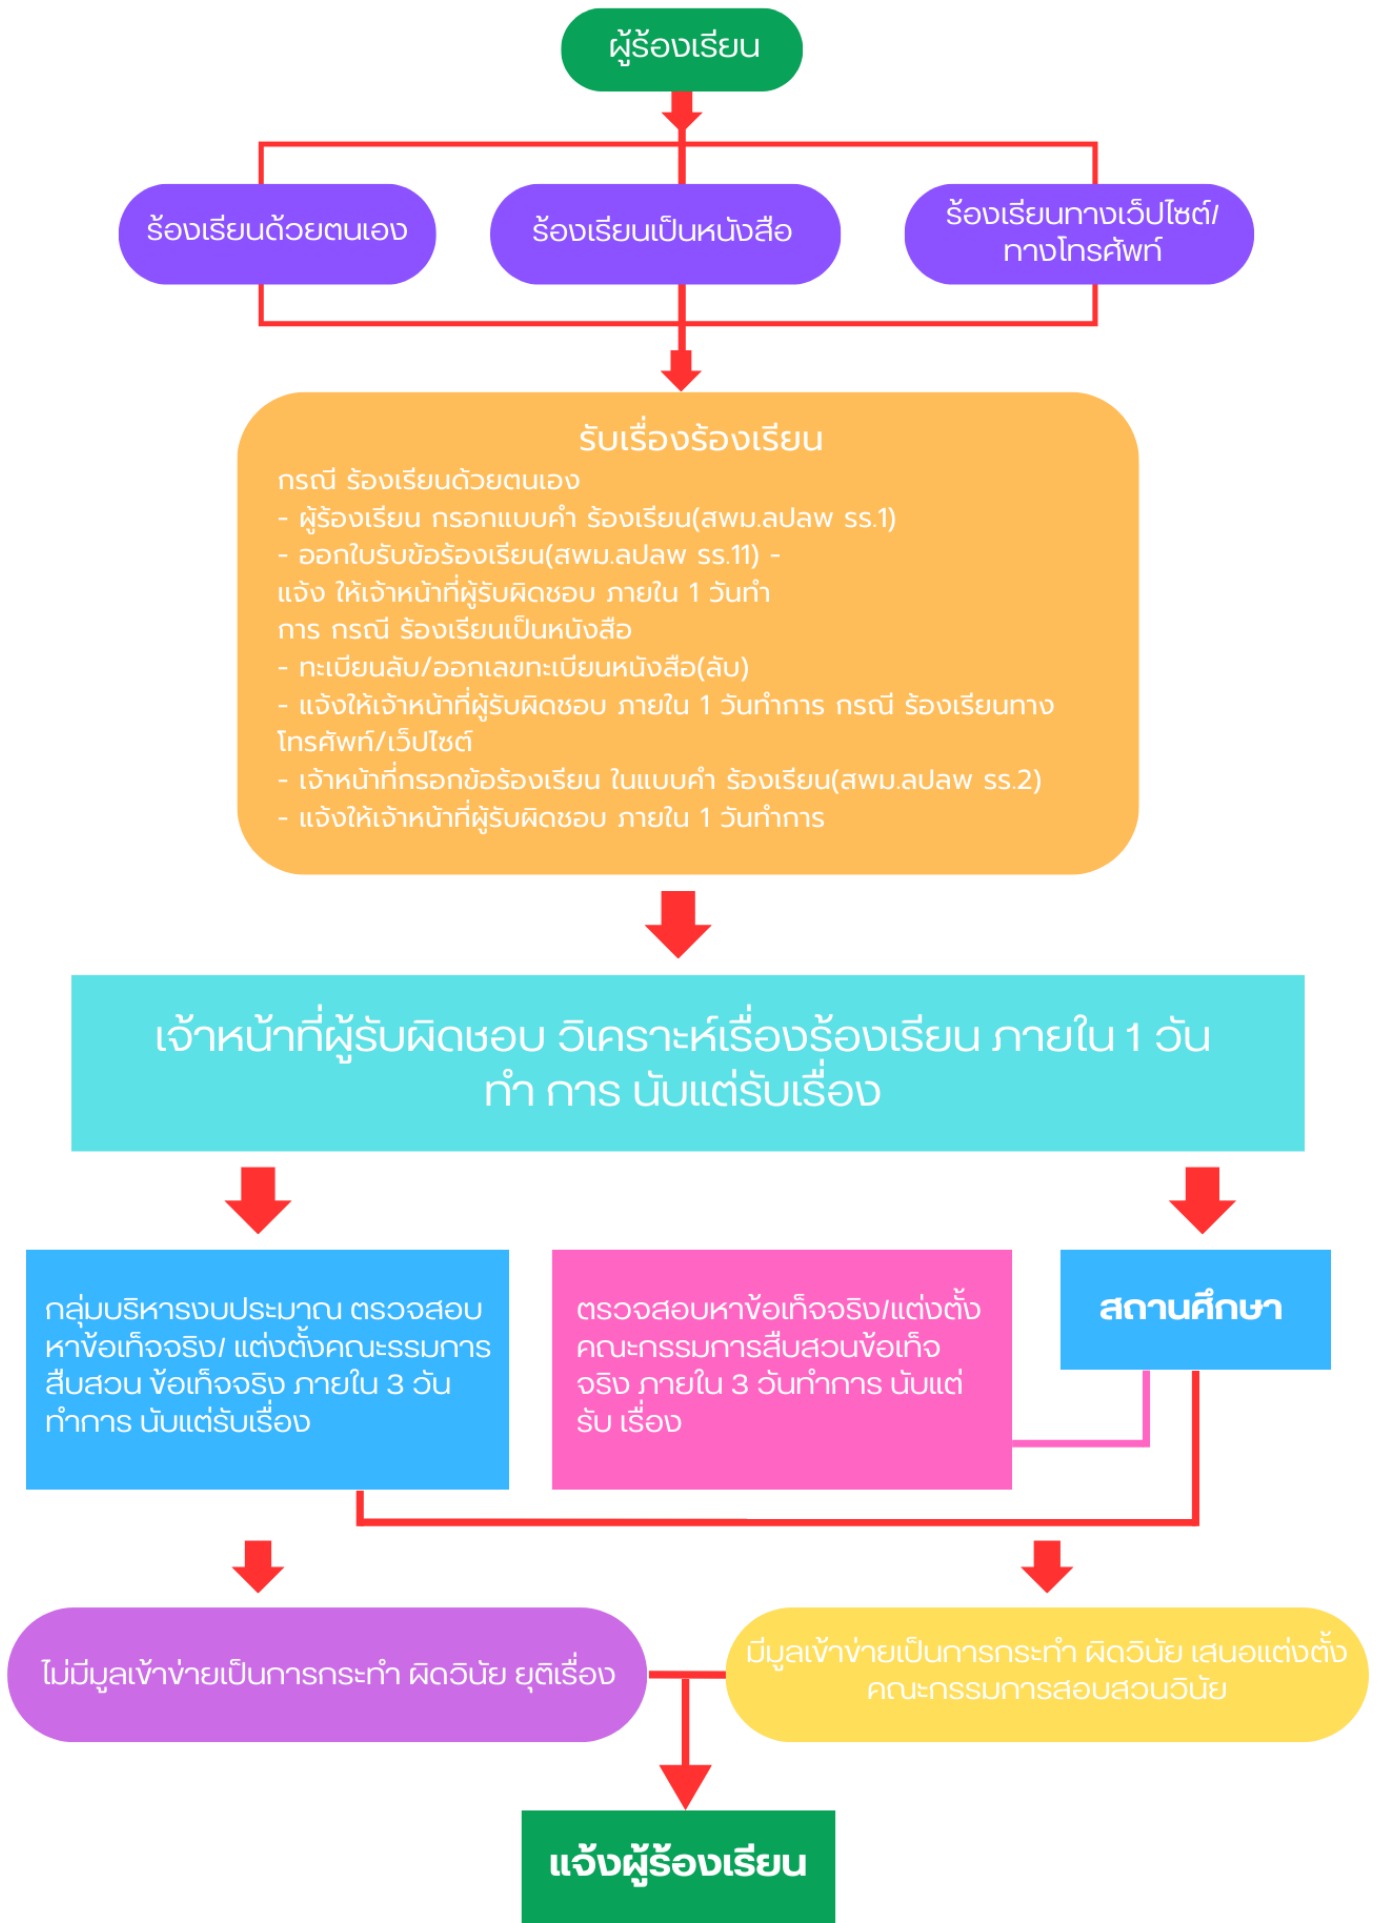 ผู้ร้องเรียน
ร้องเรียนด้วยตนเอง
ร้องเรียนเป็นหนังสือ
ร้องเรียนทางเว็ปไซต์/
ทางโทรศัพท์
รับเรื่องร้องเรียน
กรณี ร้องเรียนด้วยตนเอง
- ผู้ร้องเรียน กรอกแบบคำ ร้องเรียน(สพม.ลปลพ รร.1)
- ออกใบรับข้อร้องเรียน(สพม.ลปลพ รร.11) -
แจ้ง ให้เจ้าหน้าที่ผู้รับผิดชอบ ภายใน 1 วันทำ
การ กรณี ร้องเรียนเป็นหนังสือ
- ทะเบียนลับ/ออกเลขทะเบียนหนังสือ(ลับ)
- แจ้งให้เจ้าหน้าที่ผู้รับผิดชอบ ภายใน 1 วันทำการ กรณี ร้องเรียนทาง
โทรศัพท์/เว็ปไซต์
- เจ้าหน้าที่กรอกข้อร้องเรียน ในแบบคำ ร้องเรียน(สพม.ลปลพ รร.2)
- แจ้งให้เจ้าหน้าที่ผู้รับผิดชอบ ภายใน 1 วันทำการ
เจ้าหน้าที่ผู้รับผิดชอบ วิเคราะห์เรื่องร้องเรียน ภายใน 1 วัน
ทำ การ นับแต่รับเรื่อง
กลุ่มบริหารงบประมาณ ตรวจสอบ
หาข้อเท็จจริง/ แต่งตั้งคณะรรมการ
สืบสวน ข้อเท็จจริง ภายใน 3 วัน
ทำการ นับแต่รับเรื่อง
ตรวจสอบหาข้อเท็จจริง/แต่งตั้ง
คณะกรรมการสืบสวนข้อเท็จ
จริง ภายใน 3 วันทำการ นับแต่
รับ เรื่อง
สถานศึกษา
ไม่มีมูลเข้าข่ายเป็นการกระทำ ผิดวินัย ยุติเรื่อง
มีมูลเข้าข่ายเป็นการกระทำ ผิดวินัย เสนอแต่งตั้ง
คณะกรรมการสอบสวนวินัย
แจ้งผู้ร้องเรียน